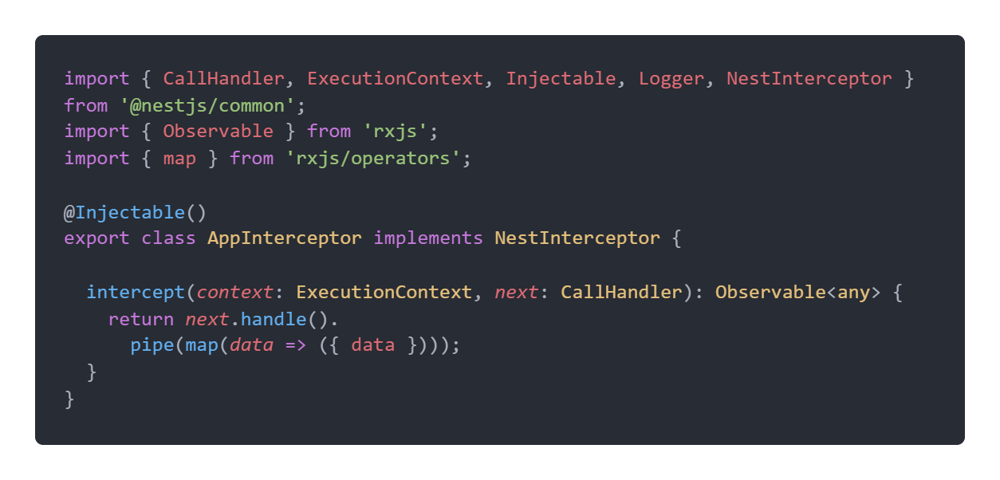 import { CallHandler, ExecutionContext, Injectable, Logger, NestInterceptor }
from '@nestjs/common';
import { Observable } from 'rxjs';
import { map } from 'rxjs/operators';

@Injectable()
export class AppInterceptor implements NestInterceptor {

  intercept(context: ExecutionContext, next: CallHandler): Observable<any> {
    return next.handle().
      pipe(map(data => ({ data })));
  }
}